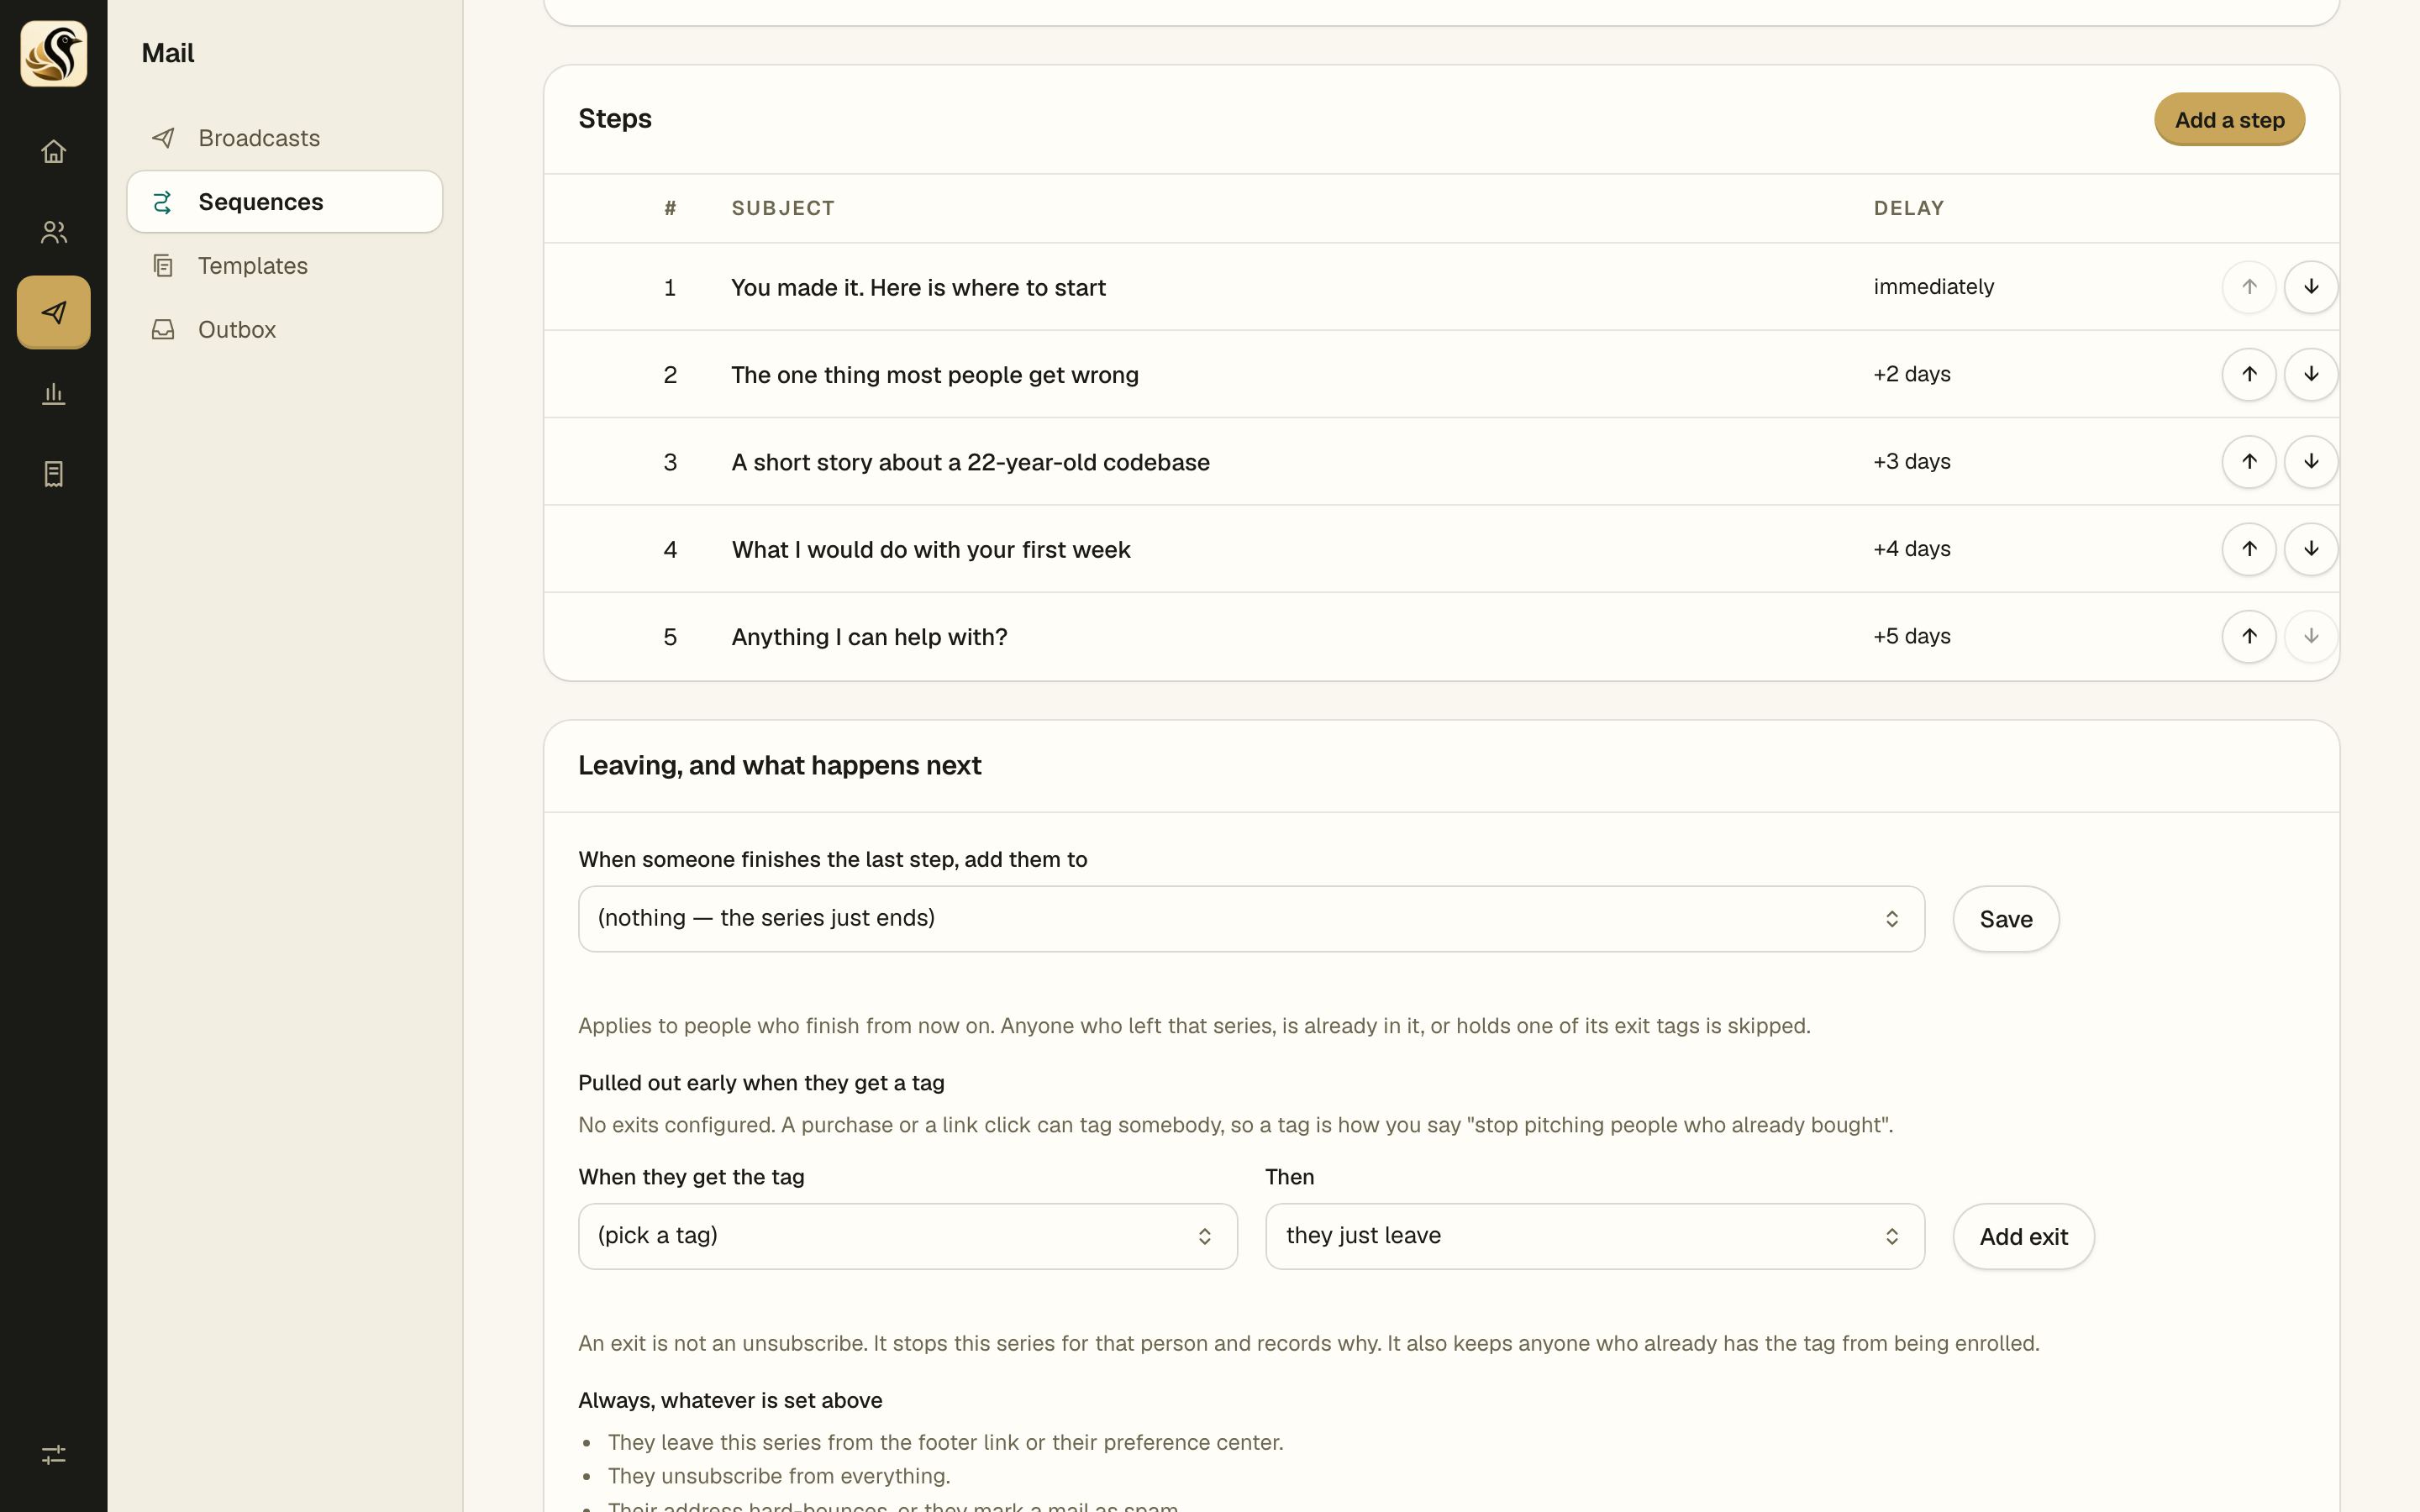 Mail
Broadcasts
Sequences
Templates
Outbox
Steps
Add a step
# SUBJECT DELAY
1 You made it. Here is where to start immediately
2 The one thing most people get wrong +2 days
3 A short story about a 22-year-old codebase +3 days
4 What I would do with your first week +4 days
5 Anything I can help with? +5 days
Leaving, and what happens next
When someone finishes the last step, add them to
(nothing — the series just ends) Save
Applies to people who finish from now on. Anyone who left that series, is already in it, or holds one of its exit tags is skipped.
Pulled out early when they get a tag
No exits configured. A purchase or a link click can tag somebody, so a tag is how you say "stop pitching people who already bought".
When they get the tag Then
(pick a tag) they just leave Add exit
An exit is not an unsubscribe. It stops this series for that person and records why. It also keeps anyone who already has the tag from being enrolled.
Always, whatever is set above
• They leave this series from the footer link or their preference center.
• They unsubscribe from everything.
• Their address hard-bounces, or they mark a mail as spam.